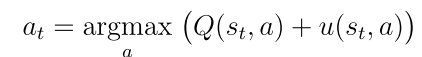 a_t = argmax_a (Q(s_t, a) + u(s_t, a))